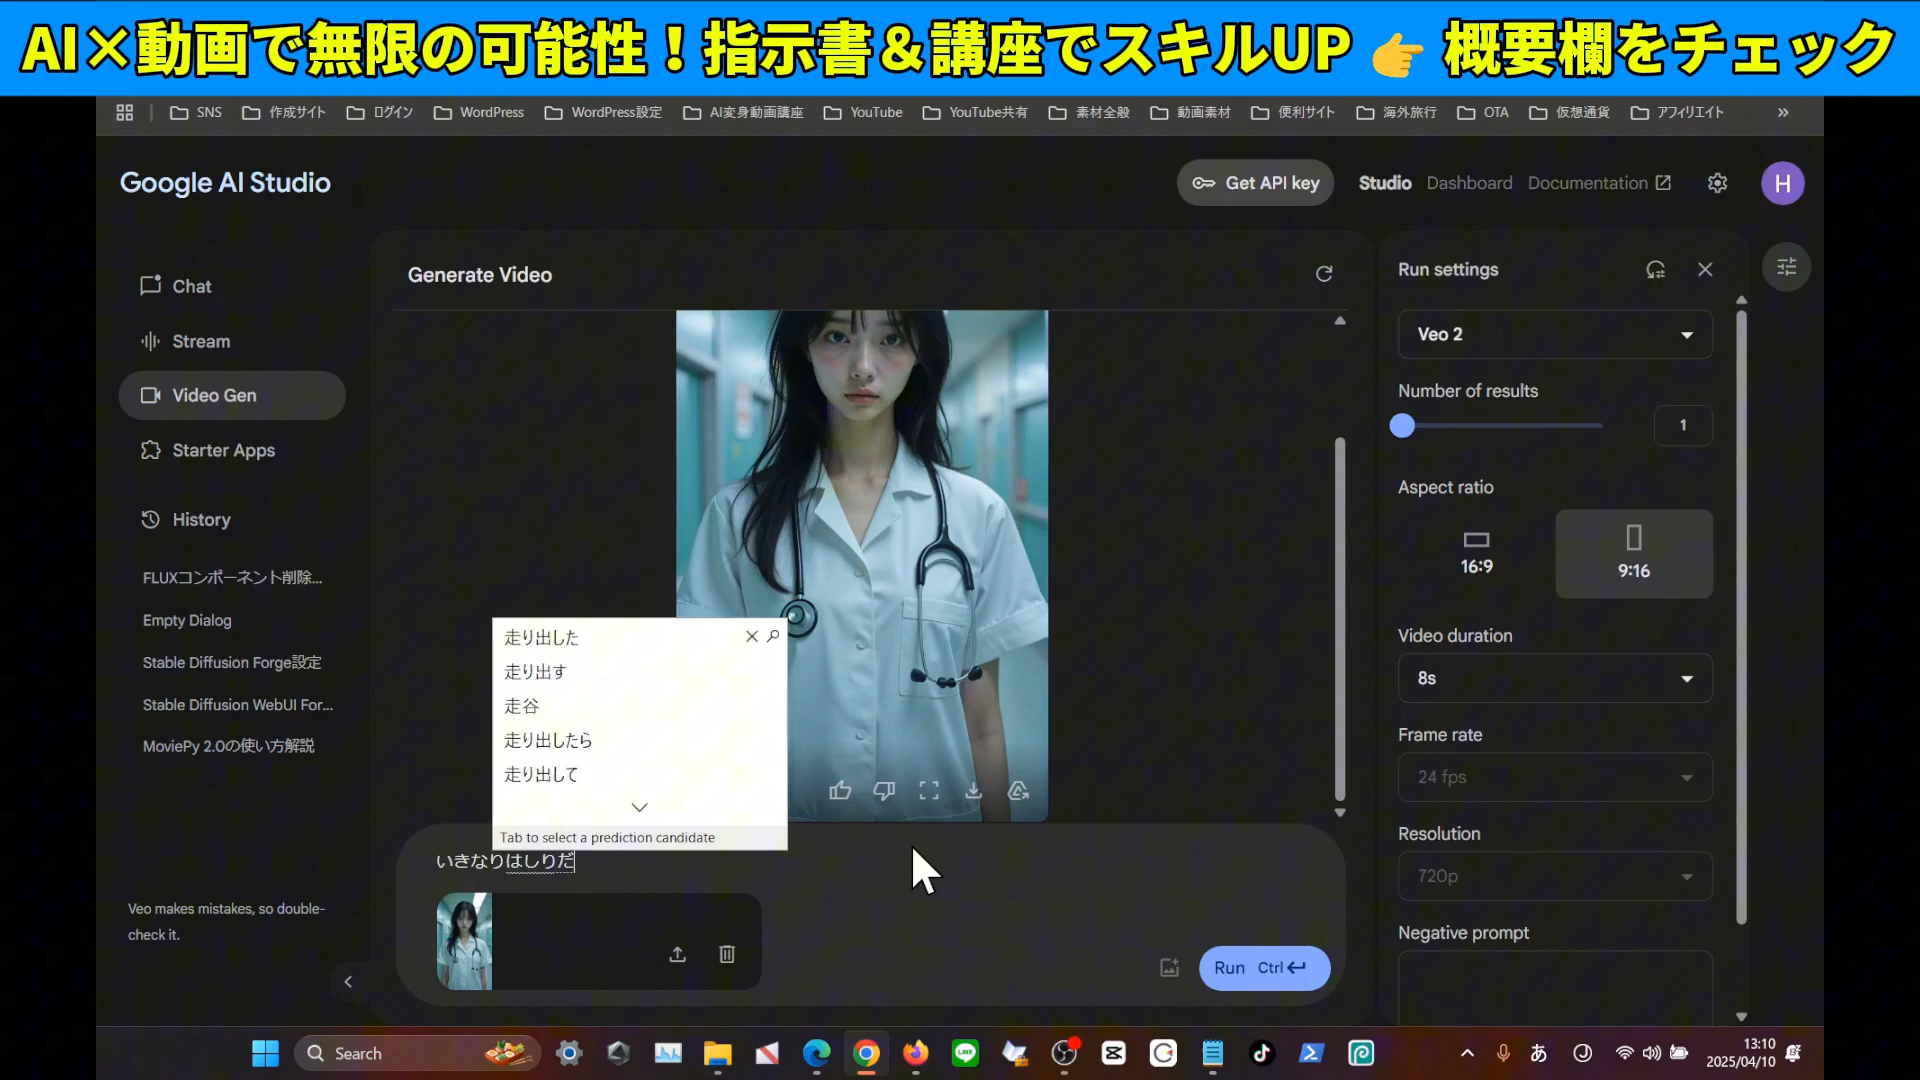 AI×動画で無限の可能性！指示書＆講座でスキルUP 👉 概要欄をチェック
SNS 作成サイト ログイン WordPress WordPress設定 AI変身動画講座 YouTube YouTube共有 素材全般 動画素材 便利サイト 海外旅行 OTA 仮想通貨 アフィリエイト »
Google AI Studio
Get API key
Studio Dashboard Documentation
H
Chat
Stream
Video Gen
Starter Apps
History
FLUXコンポーネント削除...
Empty Dialog
Stable Diffusion Forge設定
Stable Diffusion WebUI For...
MoviePy 2.0の使い方解説
Veo makes mistakes, so double-
check it.
Generate Video
走り出した
走り出す
走谷
走り出したら
走り出して
Tab to select a prediction candidate
いきなりはしりだ
Run Ctrl
Run settings
Veo 2
Number of results
1
Aspect ratio
16:9
9:16
Video duration
8s
Frame rate
24 fps
Resolution
720p
Negative prompt
Search
LINE
あ
13:10
2025/04/10